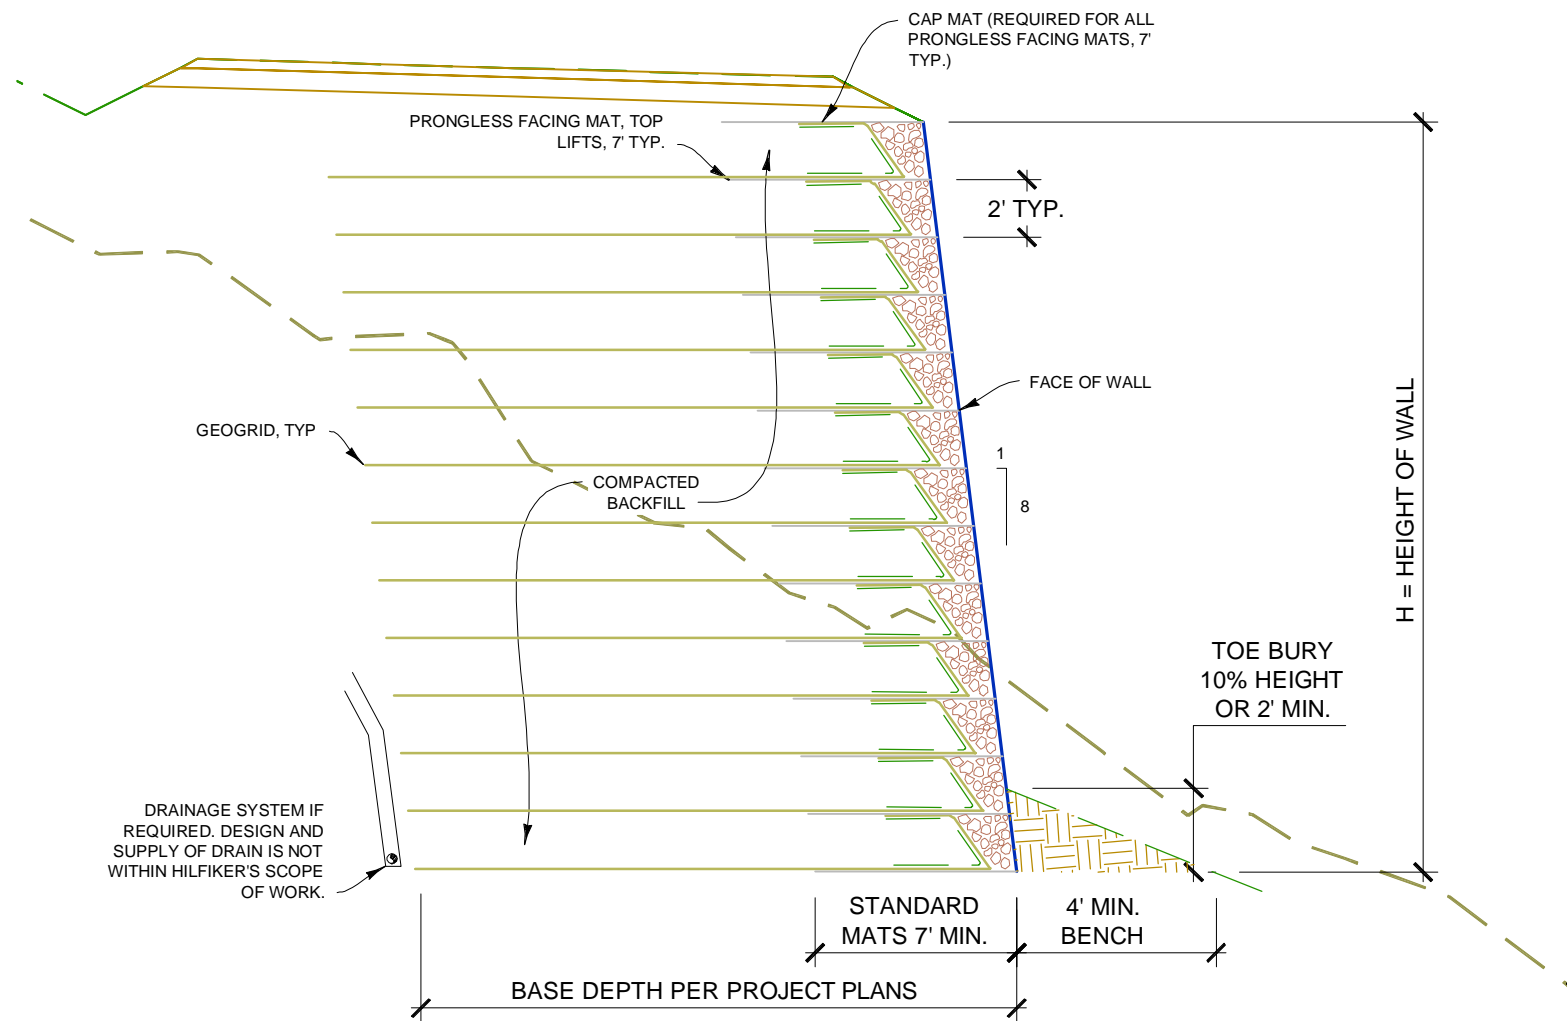 CAP MAT (REQUIRED FOR ALL
PRONGLESS FACING MATS, 7'
TYP.)
PRONGLESS FACING MAT, TOP
LIFTS, 7' TYP.
2' TYP.
FACE OF WALL
GEOGRID, TYP
1
8
COMPACTED
BACKFILL
H = HEIGHT OF WALL
TOE BURY
10% HEIGHT
OR 2' MIN.
DRAINAGE SYSTEM IF
REQUIRED. DESIGN AND
SUPPLY OF DRAIN IS NOT
WITHIN HILFIKER'S SCOPE
OF WORK.
STANDARD
MATS 7' MIN.
4' MIN.
BENCH
BASE DEPTH PER PROJECT PLANS